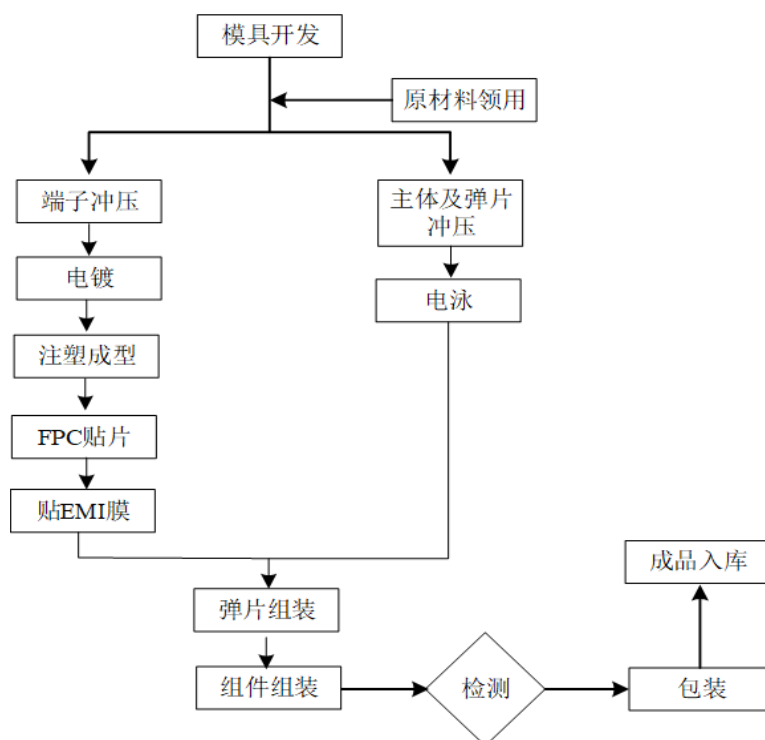 模具开发
原材料领用
端子冲压
主体及弹片
冲压
电镀
电泳
注塑成型
FPC贴片
贴EMI膜
成品入库
弹片组装
组件组装
检测
包装